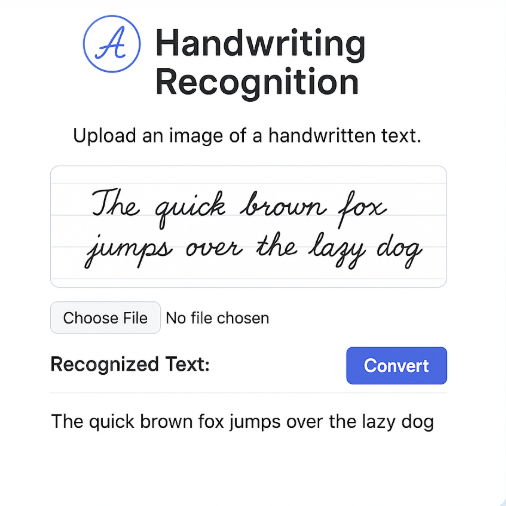 A
Handwriting
Recognition
Upload an image of a handwritten text.
The quick brown fox
jumps over the lazy dog
Choose File No file chosen
Recognized Text: Convert
The quick brown fox jumps over the lazy dog